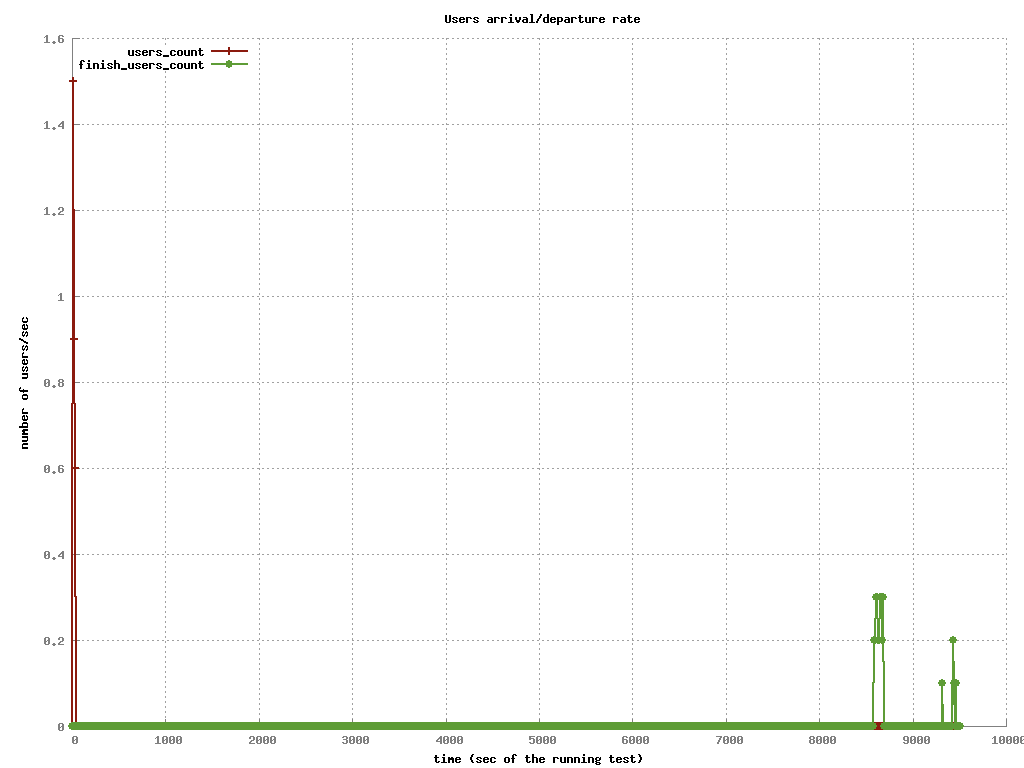 Users arrival/departure rate
1.6
users_count
finish_users_count
1.4
1.2
1
0.8
0.6
0.4
0.2
0
number of users/sec
0 1000 2000 3000 4000 5000 6000 7000 8000 9000 10000
time (sec of the running test)